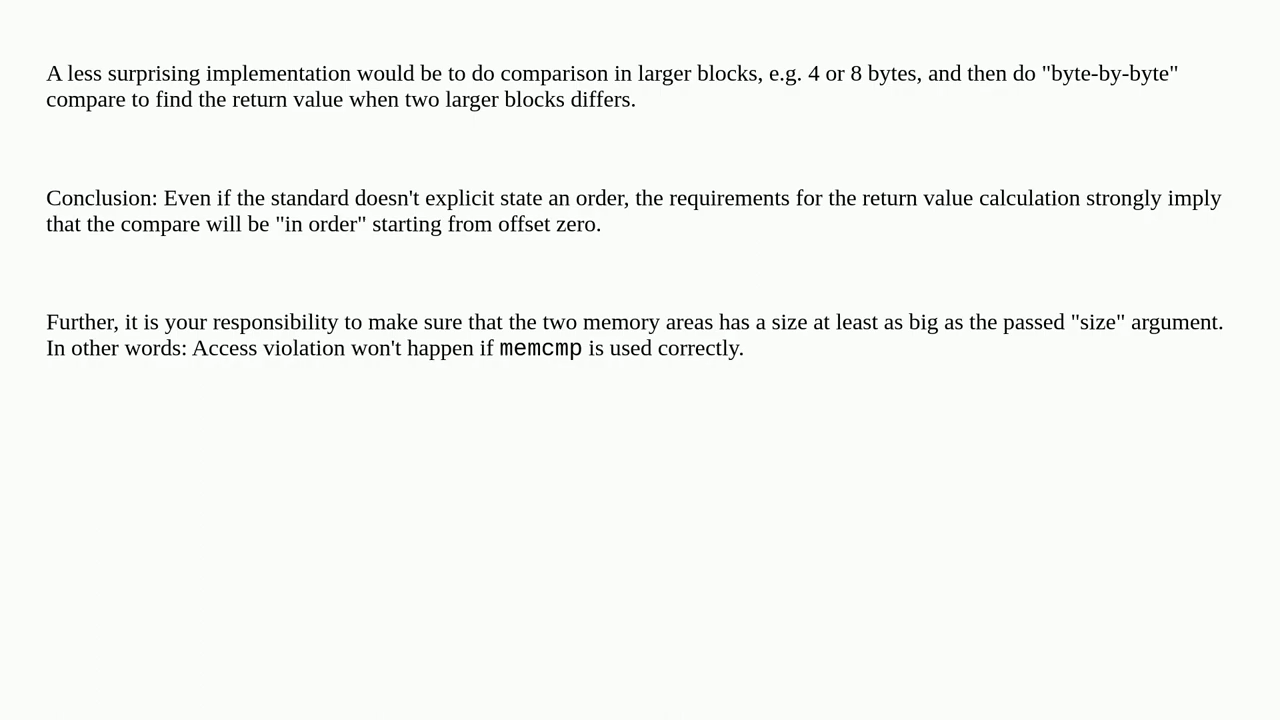 A less surprising implementation would be to do comparison in larger blocks, e.g. 4 or 8 bytes, and then do "byte-by-byte"
compare to find the return value when two larger blocks differs.
Conclusion: Even if the standard doesn't explicit state an order, the requirements for the return value calculation strongly imply
that the compare will be "in order" starting from offset zero.
Further, it is your responsibility to make sure that the two memory areas has a size at least as big as the passed "size" argument.
In other words: Access violation won't happen if memcmp is used correctly.